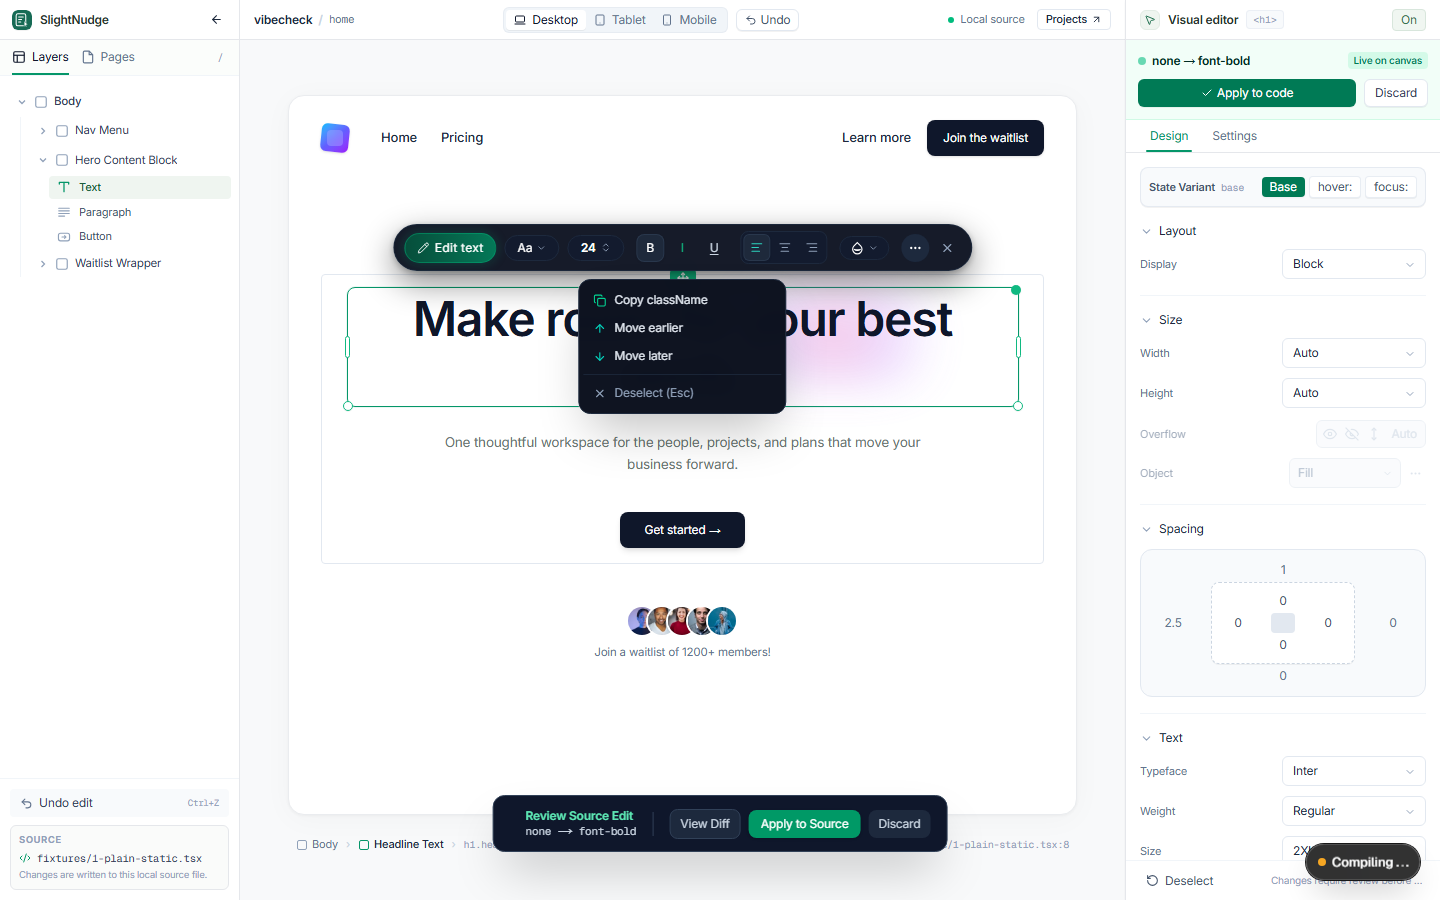 SlightNudge
vibecheck / home
Desktop
Tablet
Mobile
Undo
Local source
Projects
Visual editor
<h1>
On
Layers
Pages
/
none → font-bold
Live on canvas
Apply to code
Discard
Body
Nav Menu
Hero Content Block
Text
Paragraph
Button
Waitlist Wrapper
Home
Pricing
Learn more
Join the waitlist
Edit text
Aa
24
B
I
U
Copy className
Move earlier
Move later
Deselect (Esc)
Make
best
One thoughtful workspace for the people, projects, and plans that move your
business forward.
Get started →
Join a waitlist of 1200+ members!
Design
Settings
State Variant base
Base
hover:
focus:
Layout
Display
Block
Size
Width
Auto
Height
Auto
Overflow
Auto
Object
Fill
Spacing
1
0
2.5
0
0
0
0
0
Text
Typeface
Inter
Weight
Regular
Size
Compiling ...
Deselect
Changes require review before ...
Review Source Edit
none → font-bold
View Diff
Apply to Source
Discard
Body
Headline Text
/1-plain-static.tsx:8
Undo edit
Ctrl+Z
SOURCE
</> fixtures/1-plain-static.tsx
Changes are written to this local source file.